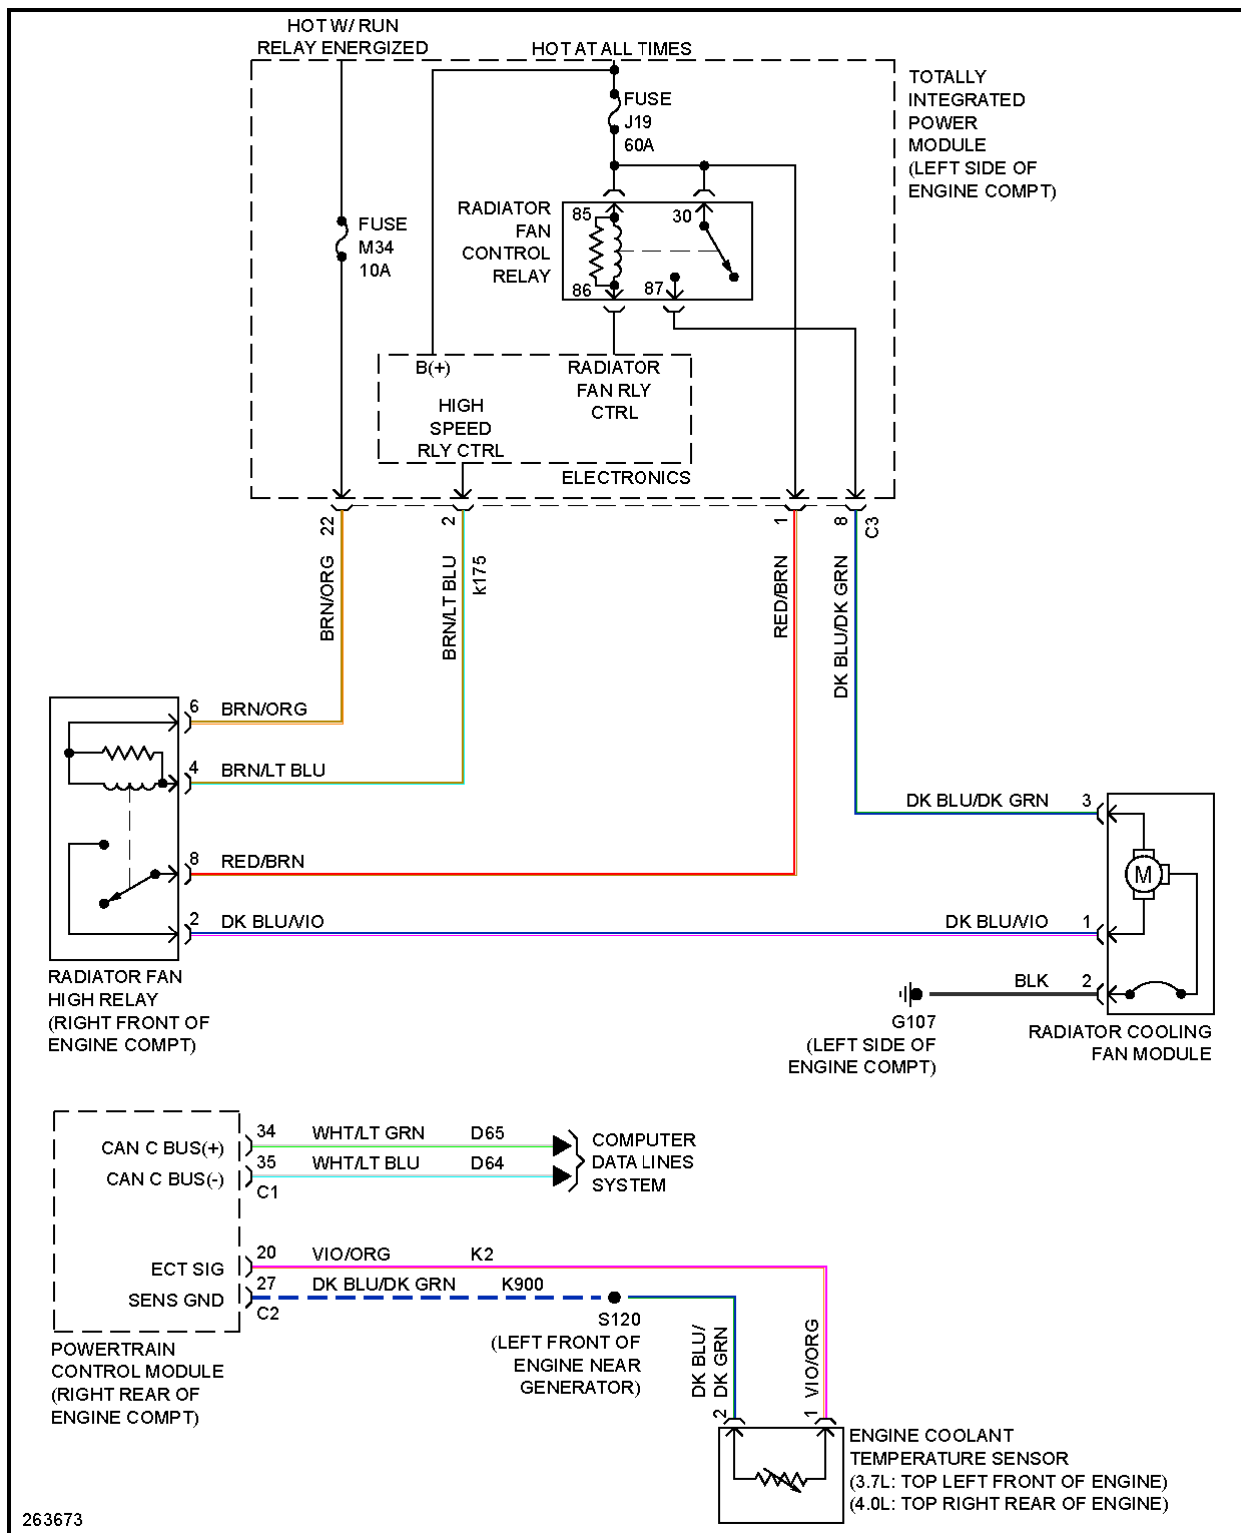 HOT W/ RUN
RELAY ENERGIZED
HOT AT ALL TIMES
TOTALLY
INTEGRATED
POWER
MODULE
(LEFT SIDE OF
ENGINE COMPT)
FUSE
J19
60A
FUSE
M34
10A
RADIATOR
FAN
CONTROL
RELAY
85
30
86
87
B(+)
RADIATOR
FAN RLY
CTRL
HIGH
SPEED
RLY CTRL
ELECTRONICS
22
2
1
8
C3
BRN/ORG
BRN/LT BLU
k175
RED/BRN
DK BLU/DK GRN
6
BRN/ORG
4
BRN/LT BLU
8
RED/BRN
2
DK BLU/VIO
RADIATOR FAN
HIGH RELAY
(RIGHT FRONT OF
ENGINE COMPT)
DK BLU/DK GRN
3
M
DK BLU/VIO
1
BLK
2
G107
(LEFT SIDE OF
ENGINE COMPT)
RADIATOR COOLING
FAN MODULE
CAN C BUS(+)
34
WHT/LT GRN
D65
CAN C BUS(-)
35
WHT/LT BLU
D64
C1
COMPUTER
DATA LINES
SYSTEM
ECT SIG
20
VIO/ORG
K2
SENS GND
27
DK BLU/DK GRN
K900
C2
S120
(LEFT FRONT OF
ENGINE NEAR
GENERATOR)
POWERTRAIN
CONTROL MODULE
(RIGHT REAR OF
ENGINE COMPT)
DK BLU/
DK GRN
2
VIO/ORG
1
ENGINE COOLANT
TEMPERATURE SENSOR
(3.7L: TOP LEFT FRONT OF ENGINE)
(4.0L: TOP RIGHT REAR OF ENGINE)
263673